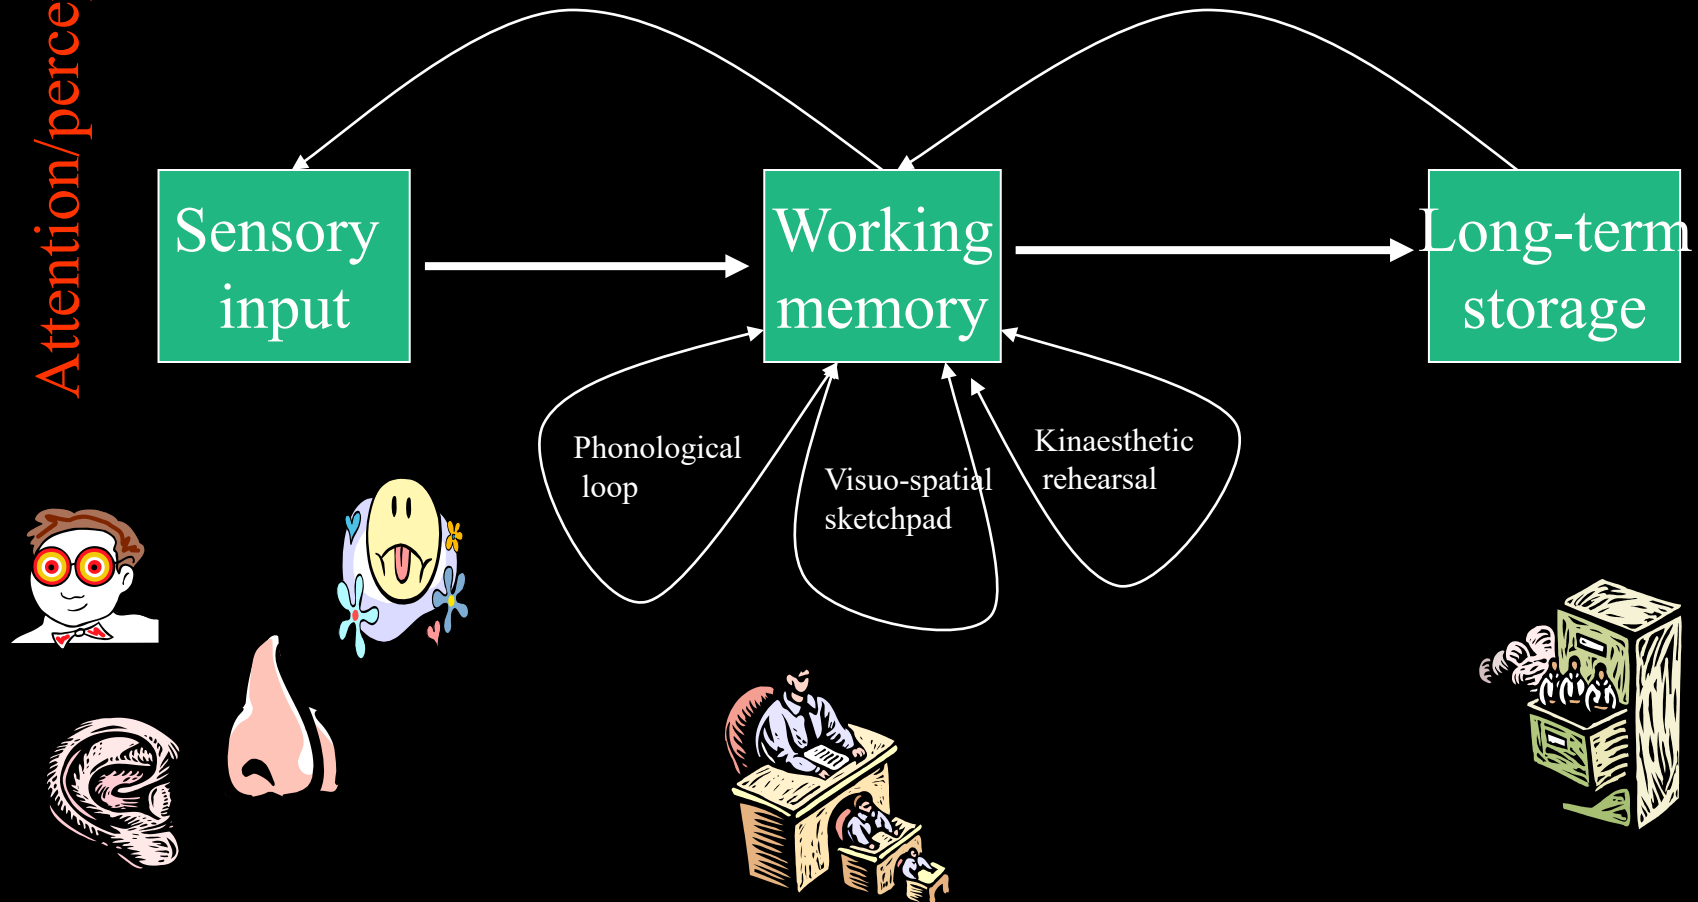 Attention/perce
Sensory
input
Working
memory
Long-term
storage
Phonological
loop
Visuo-spatial
sketchpad
Kinaesthetic
rehearsal